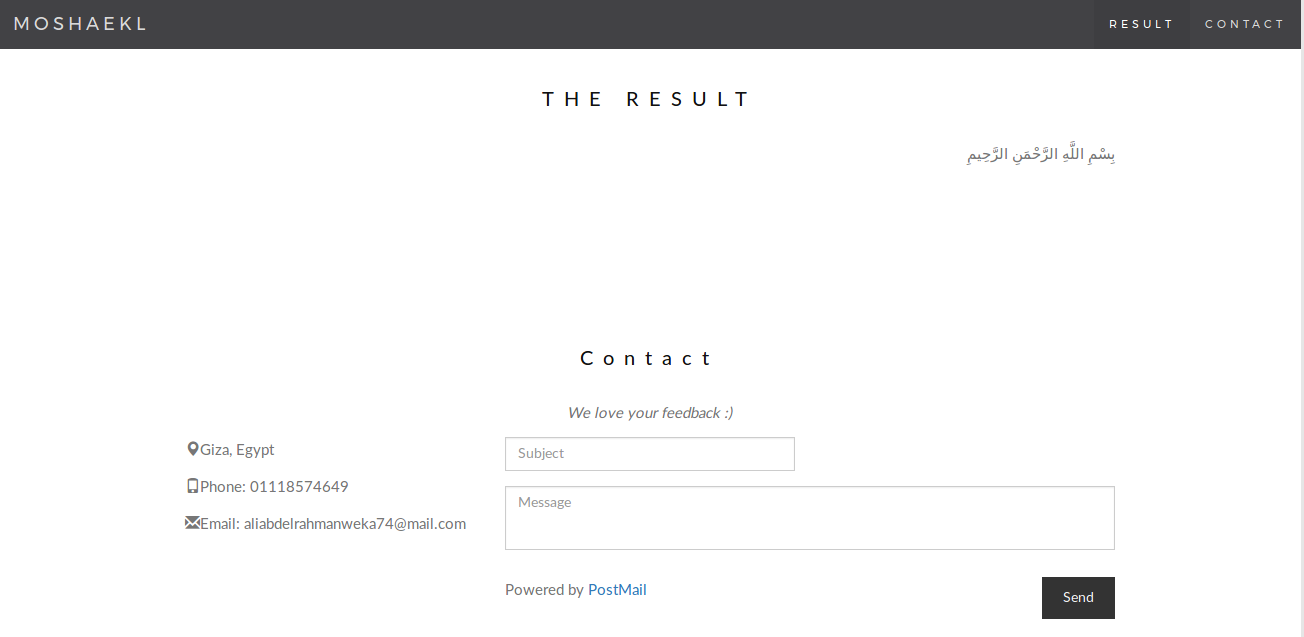 MOSHAEKL
RESULT
CONTACT
THE RESULT
بِسْمِ اللَّهِ الرَّحْمَنِ الرَّحِيمِ
Contact
We love your feedback :)
Giza, Egypt
Phone: 01118574649
Email: aliabdelrahmanweka74@mail.com
Subject
Message
Powered by PostMail
Send